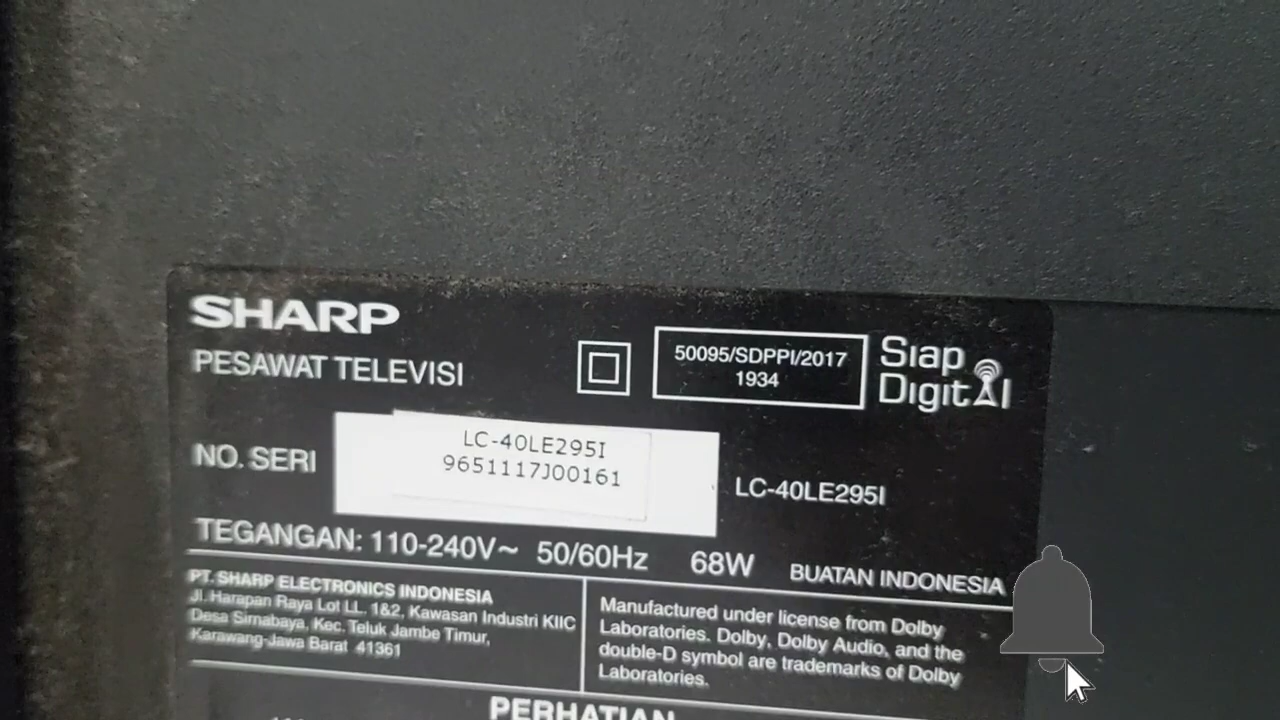 SHARP
PESAWAT TELEVISI
50095/SDPPI/2017
1934
Siap
Digital
NO. SERI
LC-40LE295I
9651117J00161
LC-40LE295I
TEGANGAN: 110-240V~ 50/60Hz 68W BUATAN INDONESIA
PT. SHARP ELECTRONICS INDONESIA
Jl. Harapan Raya Lot LL. 1&2, Kawasan Industri KIIC
Desa Sirnabaya, Kec. Teluk Jambe Timur,
Karawang-Jawa Barat 41361
Manufactured under license from Dolby
Laboratories. Dolby, Dolby Audio, and the
double-D symbol are trademarks of Dolby
Laboratories.
PERHATIAN